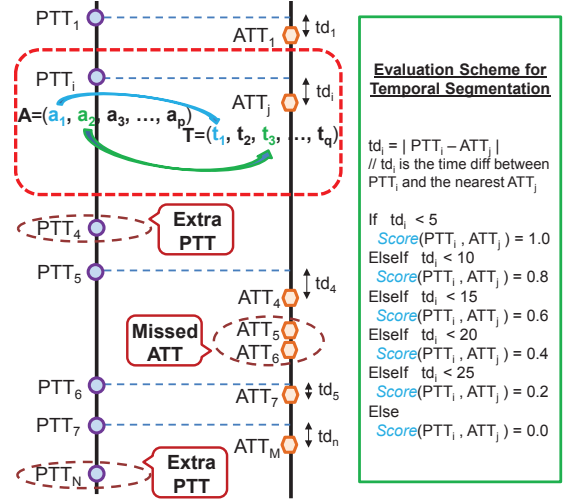 PTT₁
ATT₁
td₁
PTTᵢ
ATTⱼ
tdᵢ
A=(a₁, a₂, a₃, ..., aₚ)
T=(t₁, t₂, t₃, ..., t_q)
PTT₄
Extra
PTT
PTT₅
ATT₄
td₄
Missed
ATT
ATT₅
ATT₆
PTT₆
ATT₇
td₅
PTT₇
ATT_M
tdₙ
PTT_N
Extra
PTT
Evaluation Scheme for
Temporal Segmentation
tdᵢ = | PTTᵢ – ATTⱼ |
// tdᵢ is the time diff between
PTTᵢ and the nearest ATTⱼ
If tdᵢ < 5
Score(PTTᵢ , ATTⱼ ) = 1.0
ElseIf tdᵢ < 10
Score(PTTᵢ , ATTⱼ ) = 0.8
ElseIf tdᵢ < 15
Score(PTTᵢ , ATTⱼ ) = 0.6
ElseIf tdᵢ < 20
Score(PTTᵢ , ATTⱼ ) = 0.4
ElseIf tdᵢ < 25
Score(PTTᵢ , ATTⱼ ) = 0.2
Else
Score(PTTᵢ , ATTⱼ ) = 0.0